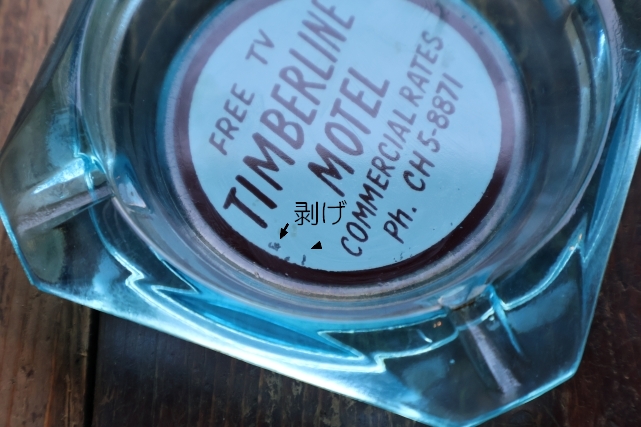 FREE TV
TIMBERLINE
MOTEL
COMMERCIAL RATES
Ph. CH 5-8871
剥げ